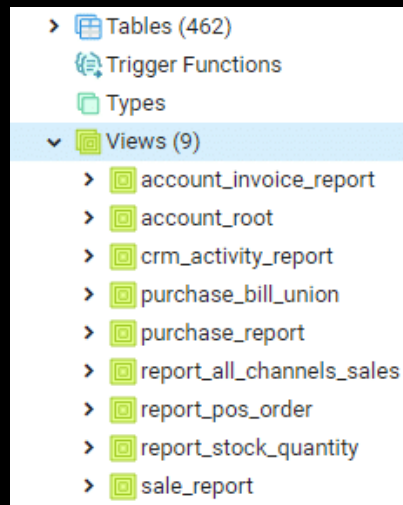 Tables (462)
Trigger Functions
Types
Views (9)
account_invoice_report
account_root
crm_activity_report
purchase_bill_union
purchase_report
report_all_channels_sales
report_pos_order
report_stock_quantity
sale_report